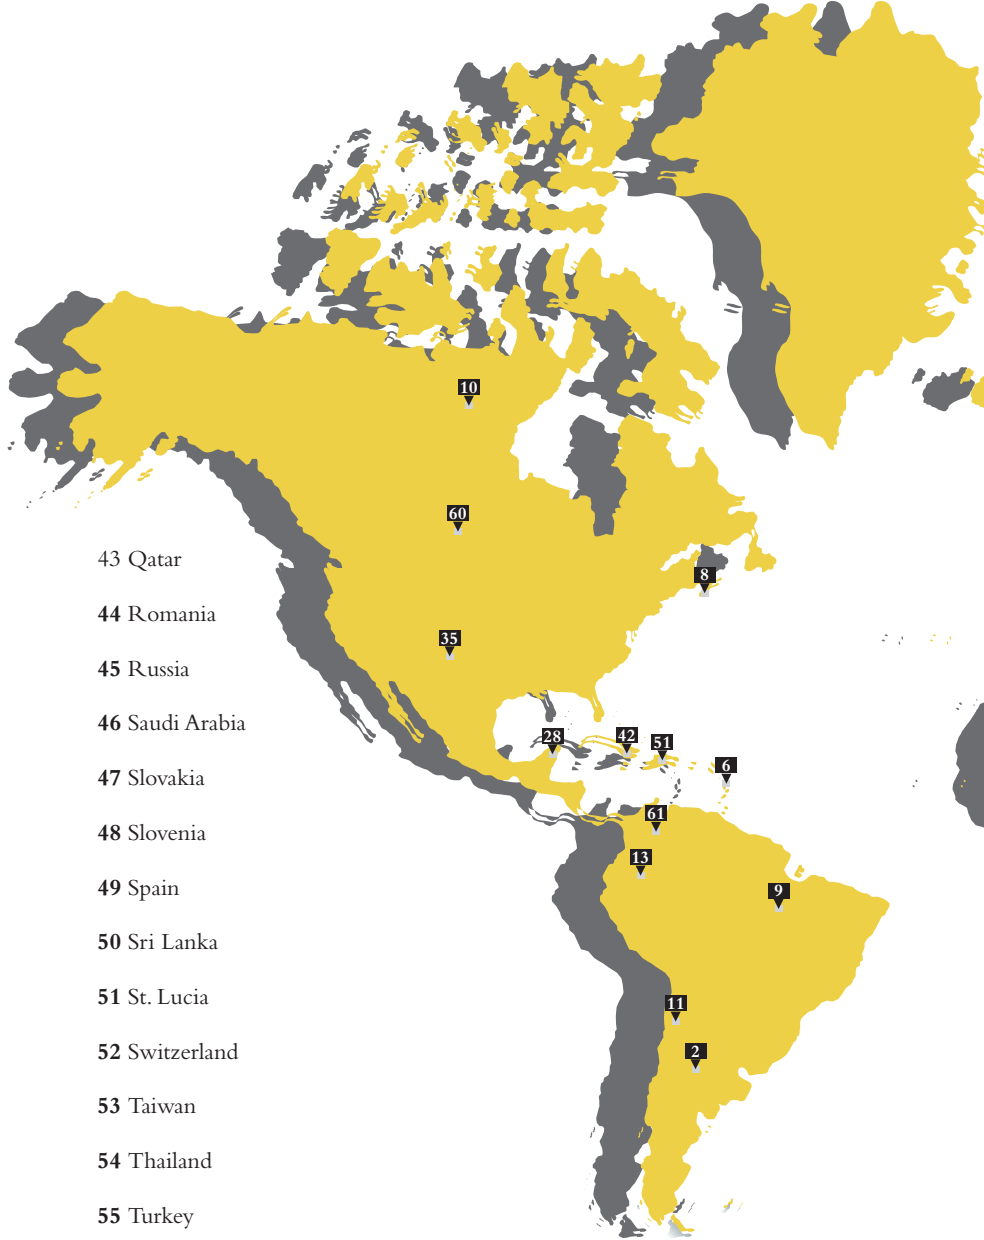 10
60
43 Qatar
8
44 Romania
35
45 Russia
46 Saudi Arabia
28
42
51
6
47 Slovakia
61
48 Slovenia
13
49 Spain
9
50 Sri Lanka
51 St. Lucia
11
52 Switzerland
2
53 Taiwan
54 Thailand
55 Turkey